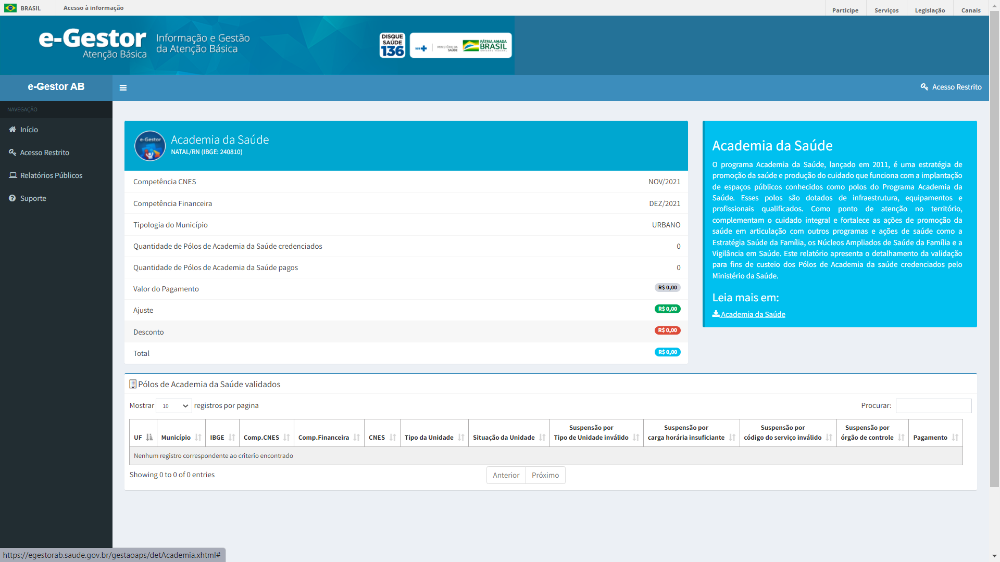 BRASIL
Acesso à informação
Participe
Serviços
Legislação
Canais
e-Gestor
Atenção Básica
Informação e Gestão
da Atenção Básica
DISQUE
SAÚDE
136
SUS
MINISTÉRIO DA
SAÚDE
PÁTRIA AMADA
BRASIL
GOVERNO FEDERAL
e-Gestor AB
Acesso Restrito
NAVEGAÇÃO
Início
Acesso Restrito
Relatórios Públicos
Suporte
e-Gestor
Academia da Saúde
NATAL/RN (IBGE: 240810)
Competência CNES NOV/2021
Competência Financeira DEZ/2021
Tipologia do Município URBANO
Quantidade de Pólos de Academia da Saúde credenciados 0
Quantidade de Pólos de Academia da Saúde pagos 0
Valor do Pagamento R$ 0,00
Ajuste R$ 0,00
Desconto R$ 0,00
Total R$ 0,00
Academia da Saúde
O programa Academia da Saúde, lançado em 2011, é uma estratégia de
promoção da saúde e produção do cuidado que funciona com a implantação
de espaços públicos conhecidos como polos do Programa Academia da
Saúde. Esses polos são dotados de infraestrutura, equipamentos e
profissionais qualificados. Como ponto de atenção no território,
complementam o cuidado integral e fortalece as ações de promoção da
saúde em articulação com outros programas e ações de saúde como a
Estratégia Saúde da Família, os Núcleos Ampliados de Saúde da Família e a
Vigilância em Saúde. Este relatório apresenta o detalhamento da validação
para fins de custeio dos Pólos de Academia da saúde credenciados pelo
Ministério da Saúde.
Leia mais em:
Academia da Saúde
Pólos de Academia da Saúde validados
Mostrar 10 registros por pagina
Procurar:
UF
Município
IBGE
Comp.CNES
Comp.Financeira
CNES
Tipo da Unidade
Situação da Unidade
Suspensão por
Tipo de Unidade inválido
Suspensão por
carga horária insuficiante
Suspensão por
código do serviço inválido
Suspensão por
órgão de controle
Pagamento
Nenhum registro correspondente ao criterio encontrado
Showing 0 to 0 of 0 entries
Anterior
Próximo
https://egestorab.saude.gov.br/gestaoaps/detAcademia.xhtml#